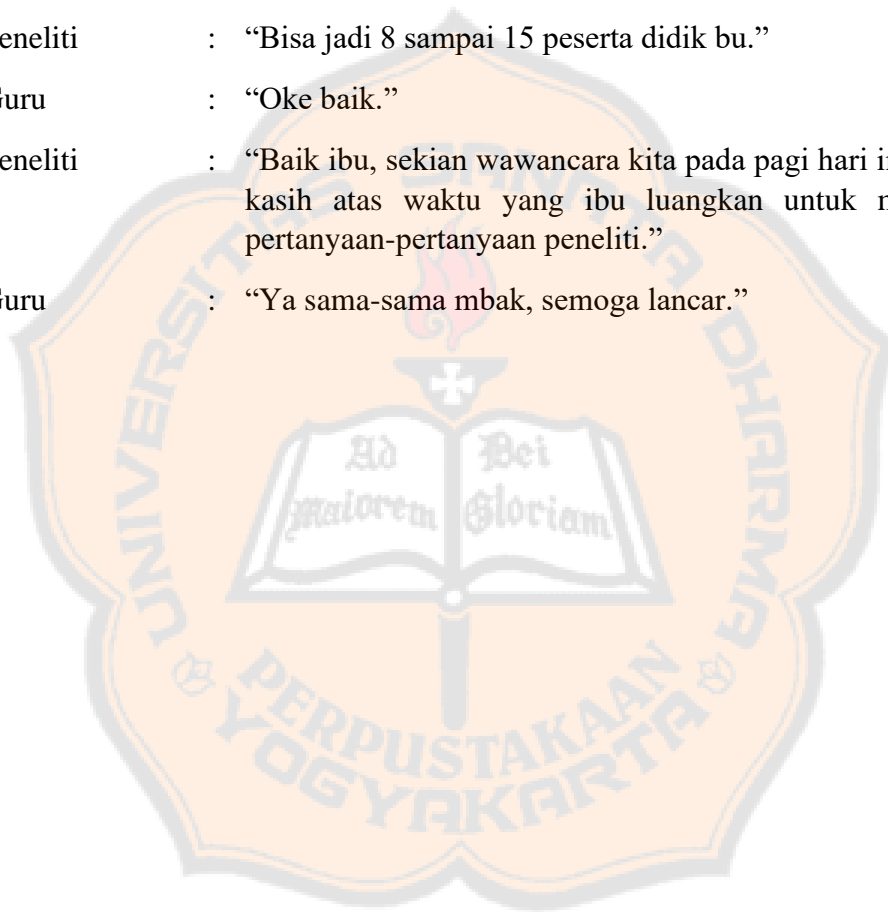 eneliti : “Bisa jadi 8 sampai 15 peserta didik bu.”
uru : “Oke baik.”
eneliti : “Baik ibu, sekian wawancara kita pada pagi hari
kasih atas waktu yang ibu luangkan untuk
pertanyaan-pertanyaan peneliti.”
uru : “Ya sama-sama mbak, semoga lancar.”
UNIVERSITAS SANATA DHARMA
Ad Dei
Maiorem Gloriam
PERPUSTAKAAN
YOGYAKARTA